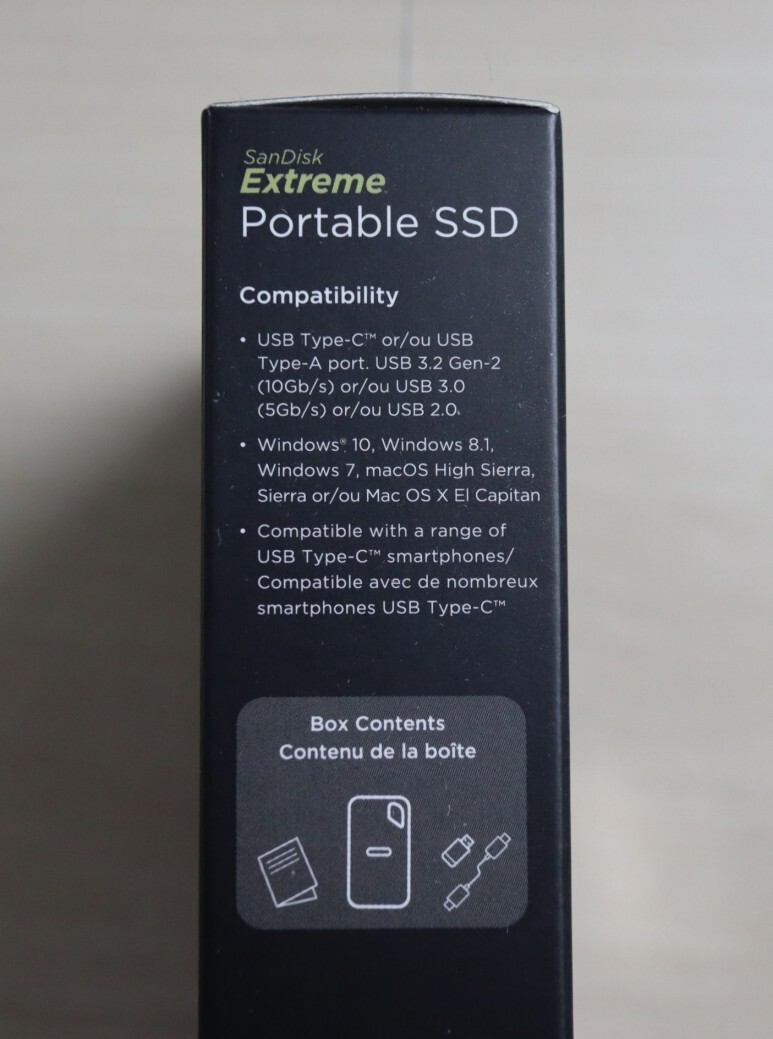 SanDisk
Extreme
Portable SSD
Compatibility
• USB Type-C™ or/ou USB
Type-A port. USB 3.2 Gen-2
(10Gb/s) or/ou USB 3.0
(5Gb/s) or/ou USB 2.0.
• Windows® 10, Windows 8.1,
Windows 7, macOS High Sierra,
Sierra or/ou Mac OS X El Capitan
• Compatible with a range of
USB Type-C™ smartphones/
Compatible avec de nombreux
smartphones USB Type-C™
Box Contents
Contenu de la boîte